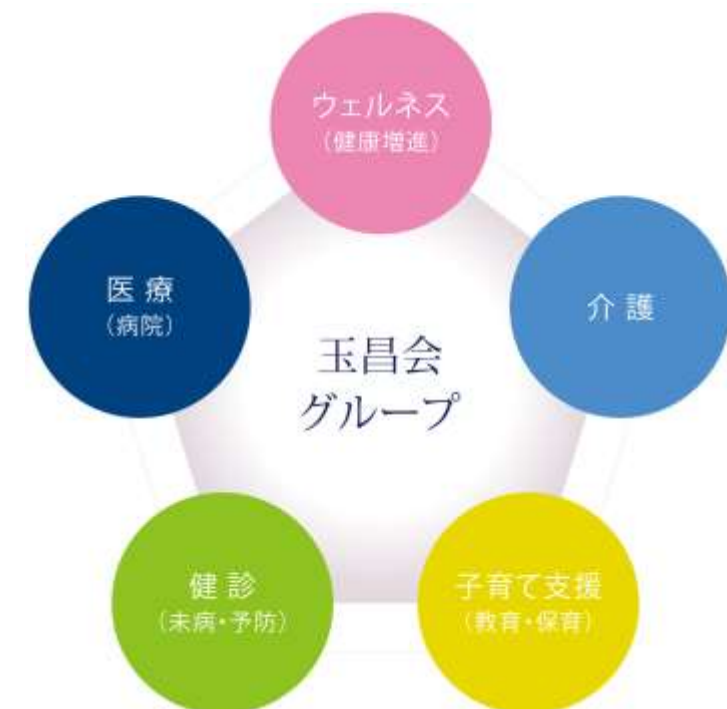 ウェルネス
(健康増進)
医療
(病院)
介護
玉昌会
グループ
健診
(未病・予防)
子育て支援
(教育・保育)